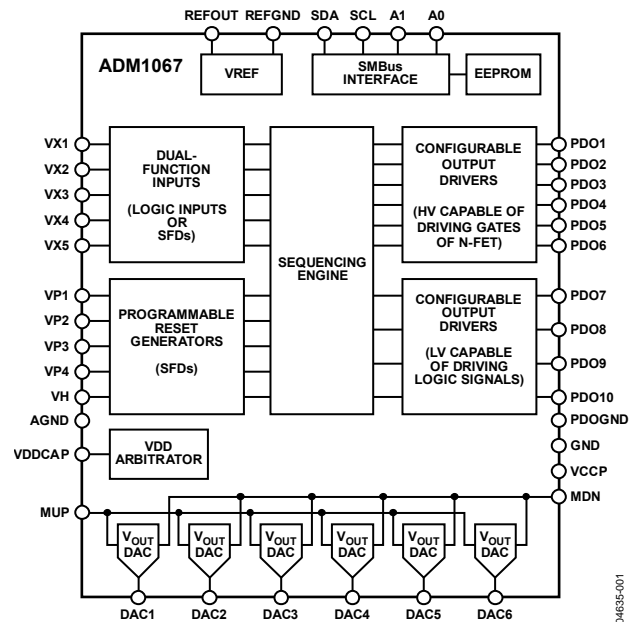 REFOUT REFGND SDA SCL A1 A0
ADM1067
VREF
SMBus
INTERFACE
EEPROM
VX1
VX2
VX3
VX4
VX5
DUAL-
FUNCTION
INPUTS
(LOGIC INPUTS
OR
SFDs)
VP1
VP2
VP3
VP4
VH
PROGRAMMABLE
RESET
GENERATORS
(SFDs)
AGND
VDDCAP
VDD
ARBITRATOR
SEQUENCING
ENGINE
CONFIGURABLE
OUTPUT
DRIVERS
(HV CAPABLE OF
DRIVING GATES
OF N-FET)
PDO1
PDO2
PDO3
PDO4
PDO5
PDO6
CONFIGURABLE
OUTPUT
DRIVERS
(LV CAPABLE
OF DRIVING
LOGIC SIGNALS)
PDO7
PDO8
PDO9
PDO10
PDOGND
GND
VCCP
MDN
MUP
VOUT
DAC
VOUT
DAC
VOUT
DAC
VOUT
DAC
VOUT
DAC
VOUT
DAC
DAC1 DAC2 DAC3 DAC4 DAC5 DAC6
04635-001